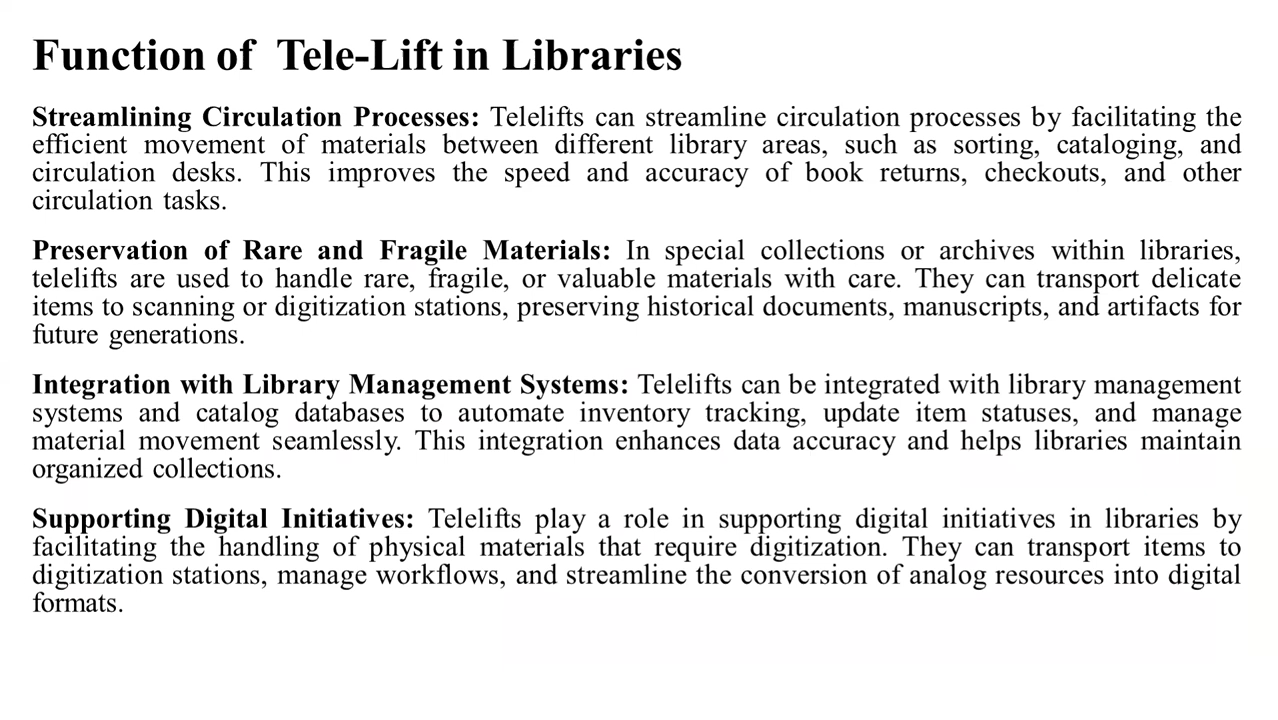 Function of Tele-Lift in Libraries
Streamlining Circulation Processes: Telelifts can streamline circulation processes by facilitating the
efficient movement of materials between different library areas, such as sorting, cataloging, and
circulation desks. This improves the speed and accuracy of book returns, checkouts, and other
circulation tasks.
Preservation of Rare and Fragile Materials: In special collections or archives within libraries,
telelifts are used to handle rare, fragile, or valuable materials with care. They can transport delicate
items to scanning or digitization stations, preserving historical documents, manuscripts, and artifacts for
future generations.
Integration with Library Management Systems: Telelifts can be integrated with library management
systems and catalog databases to automate inventory tracking, update item statuses, and manage
material movement seamlessly. This integration enhances data accuracy and helps libraries maintain
organized collections.
Supporting Digital Initiatives: Telelifts play a role in supporting digital initiatives in libraries by
facilitating the handling of physical materials that require digitization. They can transport items to
digitization stations, manage workflows, and streamline the conversion of analog resources into digital
formats.